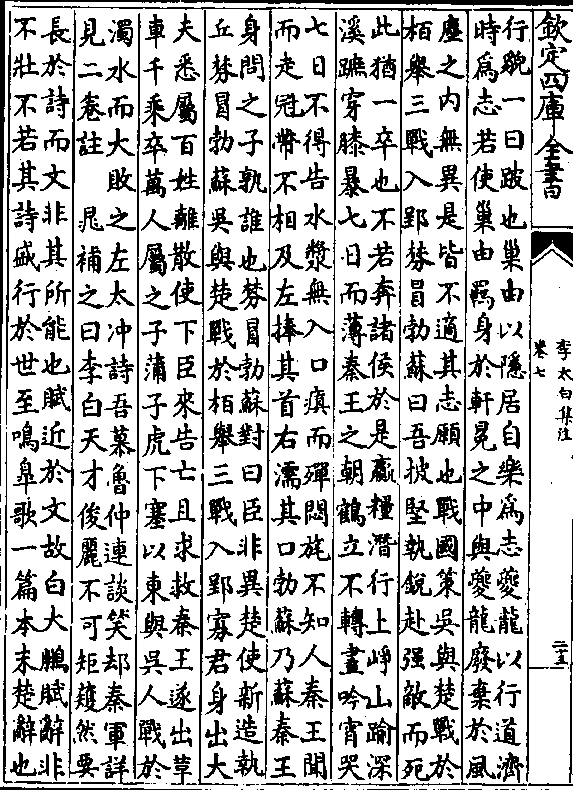 欽定四庫全書
李太白集注
卷七
二十五
行貌一曰跛也巢由以隱居自樂為志夔龍以行道濟
時為志若使巢由羈身於軒冕之中與夔龍廢棄於風
塵之内無異是皆不適其志願也戰國策吳與楚戰於
栢舉三戰入郢棼冒勃蘇曰吾披堅執銳赴强敵而死
此猶一卒也不若奔諸侯於是贏糧潛行上崢山踰深
溪蹠穿膝暴七日而薄秦王之朝鶴立不轉晝吟宵哭
七日不得告水漿無入口瘨而殫悶旄不知人秦王聞
而走冠帶不相及左捧其首右濡其口勃蘇乃蘇秦王
身問之子孰誰也棼冒勃蘇對曰臣非異楚使新造執
丘棼冒勃蘇吳與楚戰於栢舉三戰入郢寡君身出大
夫悉屬百姓離散使下臣來告亡且求救秦王遂出革
車千乘卒萬人屬之子蒲子虎下塞以東與吳人戰於
濁水而大敗之左太冲詩吾慕魯仲連談笑却秦軍詳
見二卷註 晁補之曰李白天才俊麗不可矩矱然要
長於詩而文非其所能也賦近於文故白大鵬賦辭非
不壯不若其詩盛行於世至鳴臯歌一篇本末楚辭也